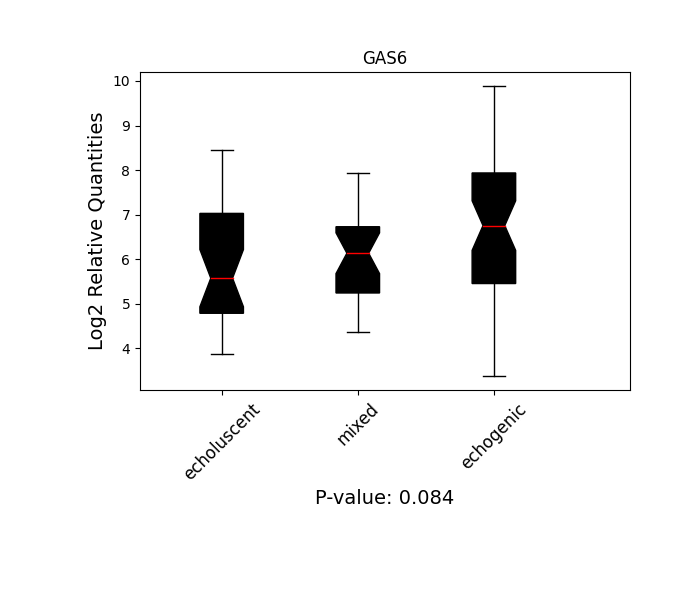 GAS6
Log2 Relative Quantities
10
9
8
7
6
5
4
echoluscent
mixed
echogenic
P-value: 0.084